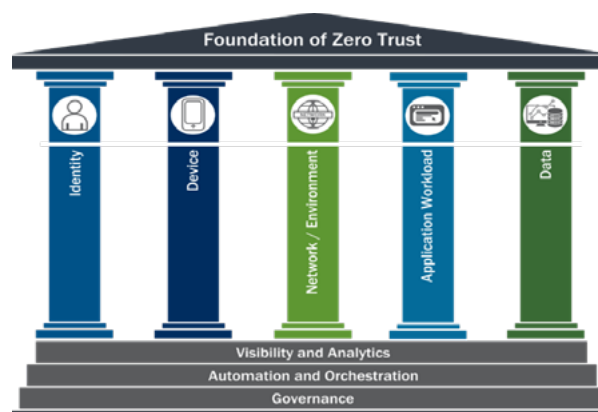 Foundation of Zero Trust
Identity
Device
Network / Environment
Application Workload
Data
Visibility and Analytics
Automation and Orchestration
Governance